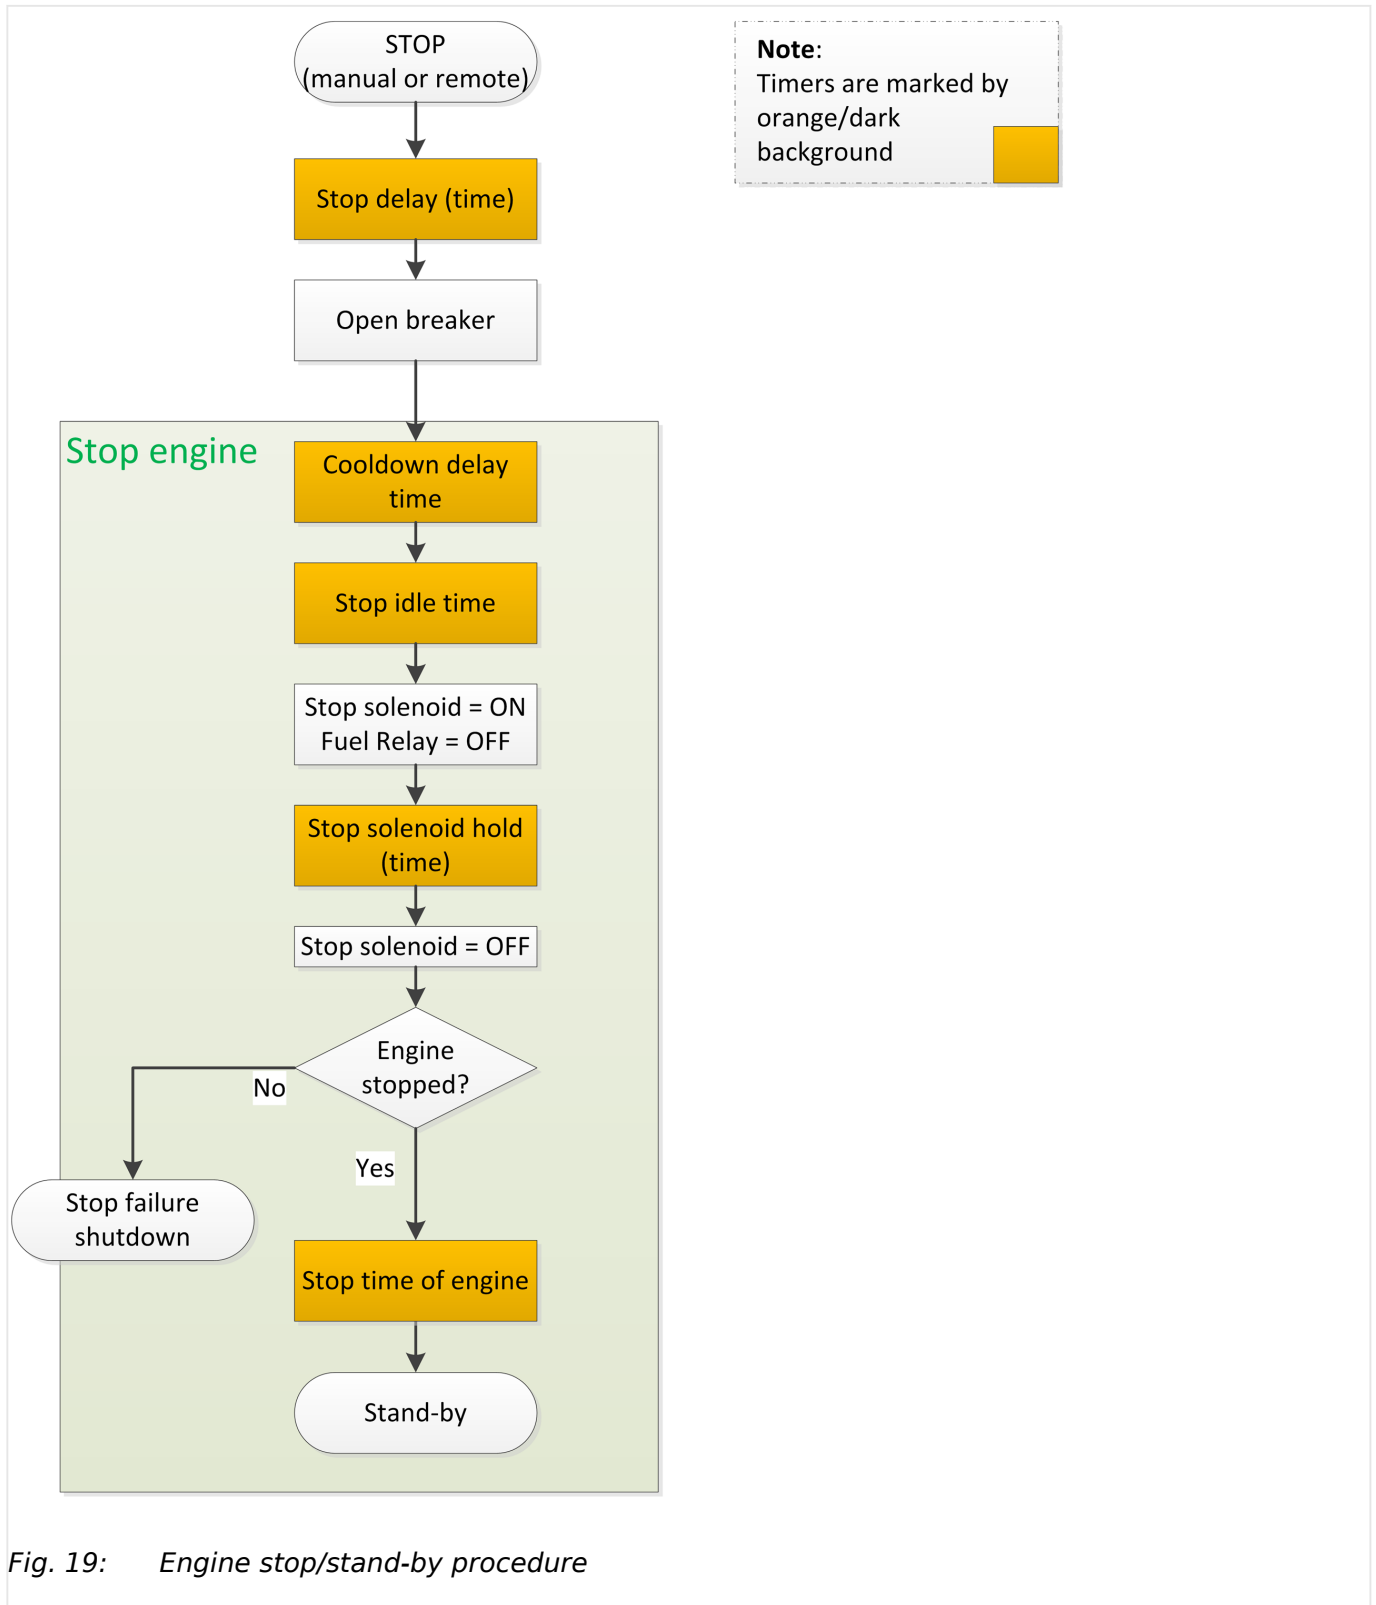 STOP
(manual or remote)
Note:
Timers are marked by
orange/dark
background
Stop delay (time)
Open breaker
Stop engine
Cooldown delay
time
Stop idle time
Stop solenoid = ON
Fuel Relay = OFF
Stop solenoid hold
(time)
Stop solenoid = OFF
Engine
stopped?
No
Yes
Stop failure
shutdown
Stop time of engine
Stand-by
Fig. 19: Engine stop/stand-by procedure